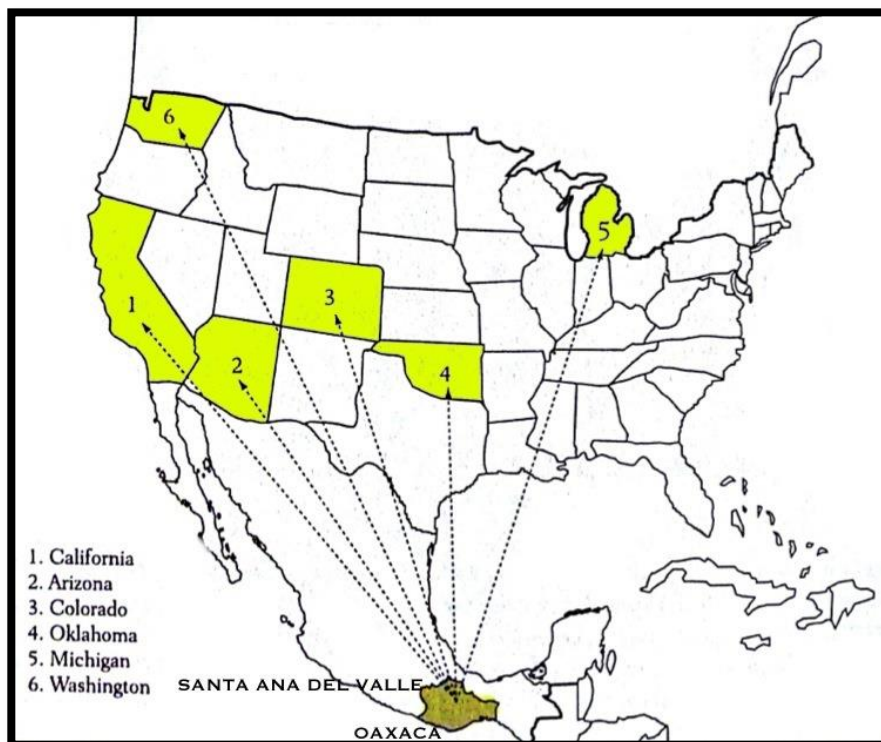 6
5
3
1
2
4
1. California
2. Arizona
3. Colorado
4. Oklahoma
5. Michigan
6. Washington
SANTA ANA DEL VALLE
OAXACA